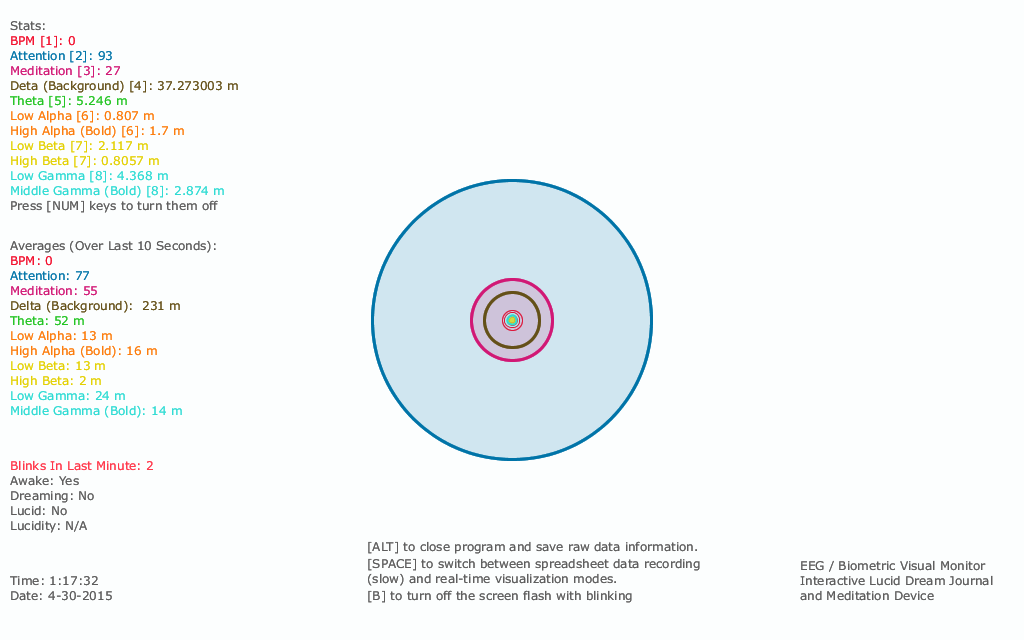 Stats:
BPM [1]: 0
Attention [2]: 93
Meditation [3]: 27
Deta (Background) [4]: 37.273003 m
Theta [5]: 5.246 m
Low Alpha [6]: 0.807 m
High Alpha (Bold) [6]: 1.7 m
Low Beta [7]: 2.117 m
High Beta [7]: 0.8057 m
Low Gamma [8]: 4.368 m
Middle Gamma (Bold) [8]: 2.874 m
Press [NUM] keys to turn them off
Averages (Over Last 10 Seconds):
BPM: 0
Attention: 77
Meditation: 55
Delta (Background):  231 m
Theta: 52 m
Low Alpha: 13 m
High Alpha (Bold): 16 m
Low Beta: 13 m
High Beta: 2 m
Low Gamma: 24 m
Middle Gamma (Bold): 14 m
Blinks In Last Minute: 2
Awake: Yes
Dreaming: No
Lucid: No
Lucidity: N/A
Time: 1:17:32
Date: 4-30-2015
[ALT] to close program and save raw data information.
[SPACE] to switch between spreadsheet data recording
(slow) and real-time visualization modes.
[B] to turn off the screen flash with blinking
EEG / Biometric Visual Monitor
Interactive Lucid Dream Journal
and Meditation Device